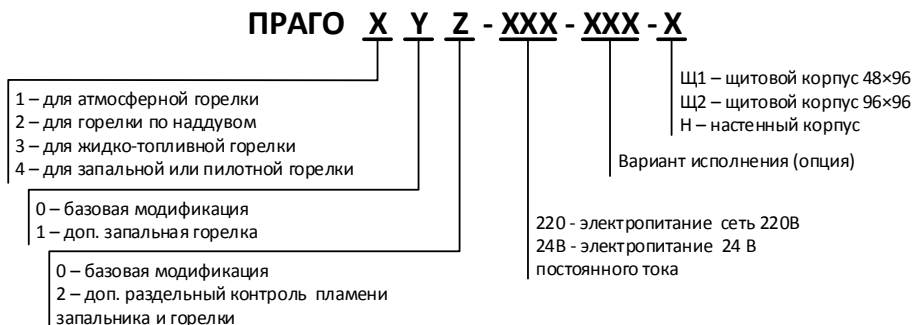 ПРАГО X Y Z - XXX - XXX - X
Щ1 – щитовой корпус 48×96
Щ2 – щитовой корпус 96×96
Н – настенный корпус
1 – для атмосферной горелки
2 – для горелки по наддувом
3 – для жидко-топливной горелки
4 – для запальной или пилотной горелки
Вариант исполнения (опция)
0 – базовая модификация
1 – доп. запальная горелка
220 - электропитание сеть 220В
24В - электропитание 24 В
постоянного тока
0 – базовая модификация
2 – доп. раздельный контроль пламени
запальника и горелки